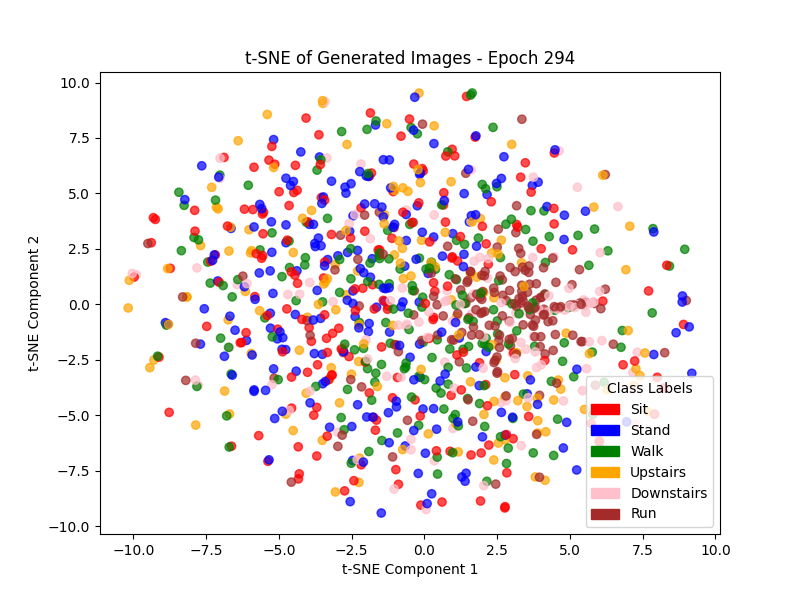 t-SNE of Generated Images - Epoch 294
10.0
7.5
5.0
2.5
0.0
−2.5
−5.0
−7.5
−10.0
t-SNE Component 2
Class Labels
Sit
Stand
Walk
Upstairs
Downstairs
Run
−10.0 −7.5 −5.0 −2.5 0.0 2.5 5.0 7.5 10.0
t-SNE Component 1